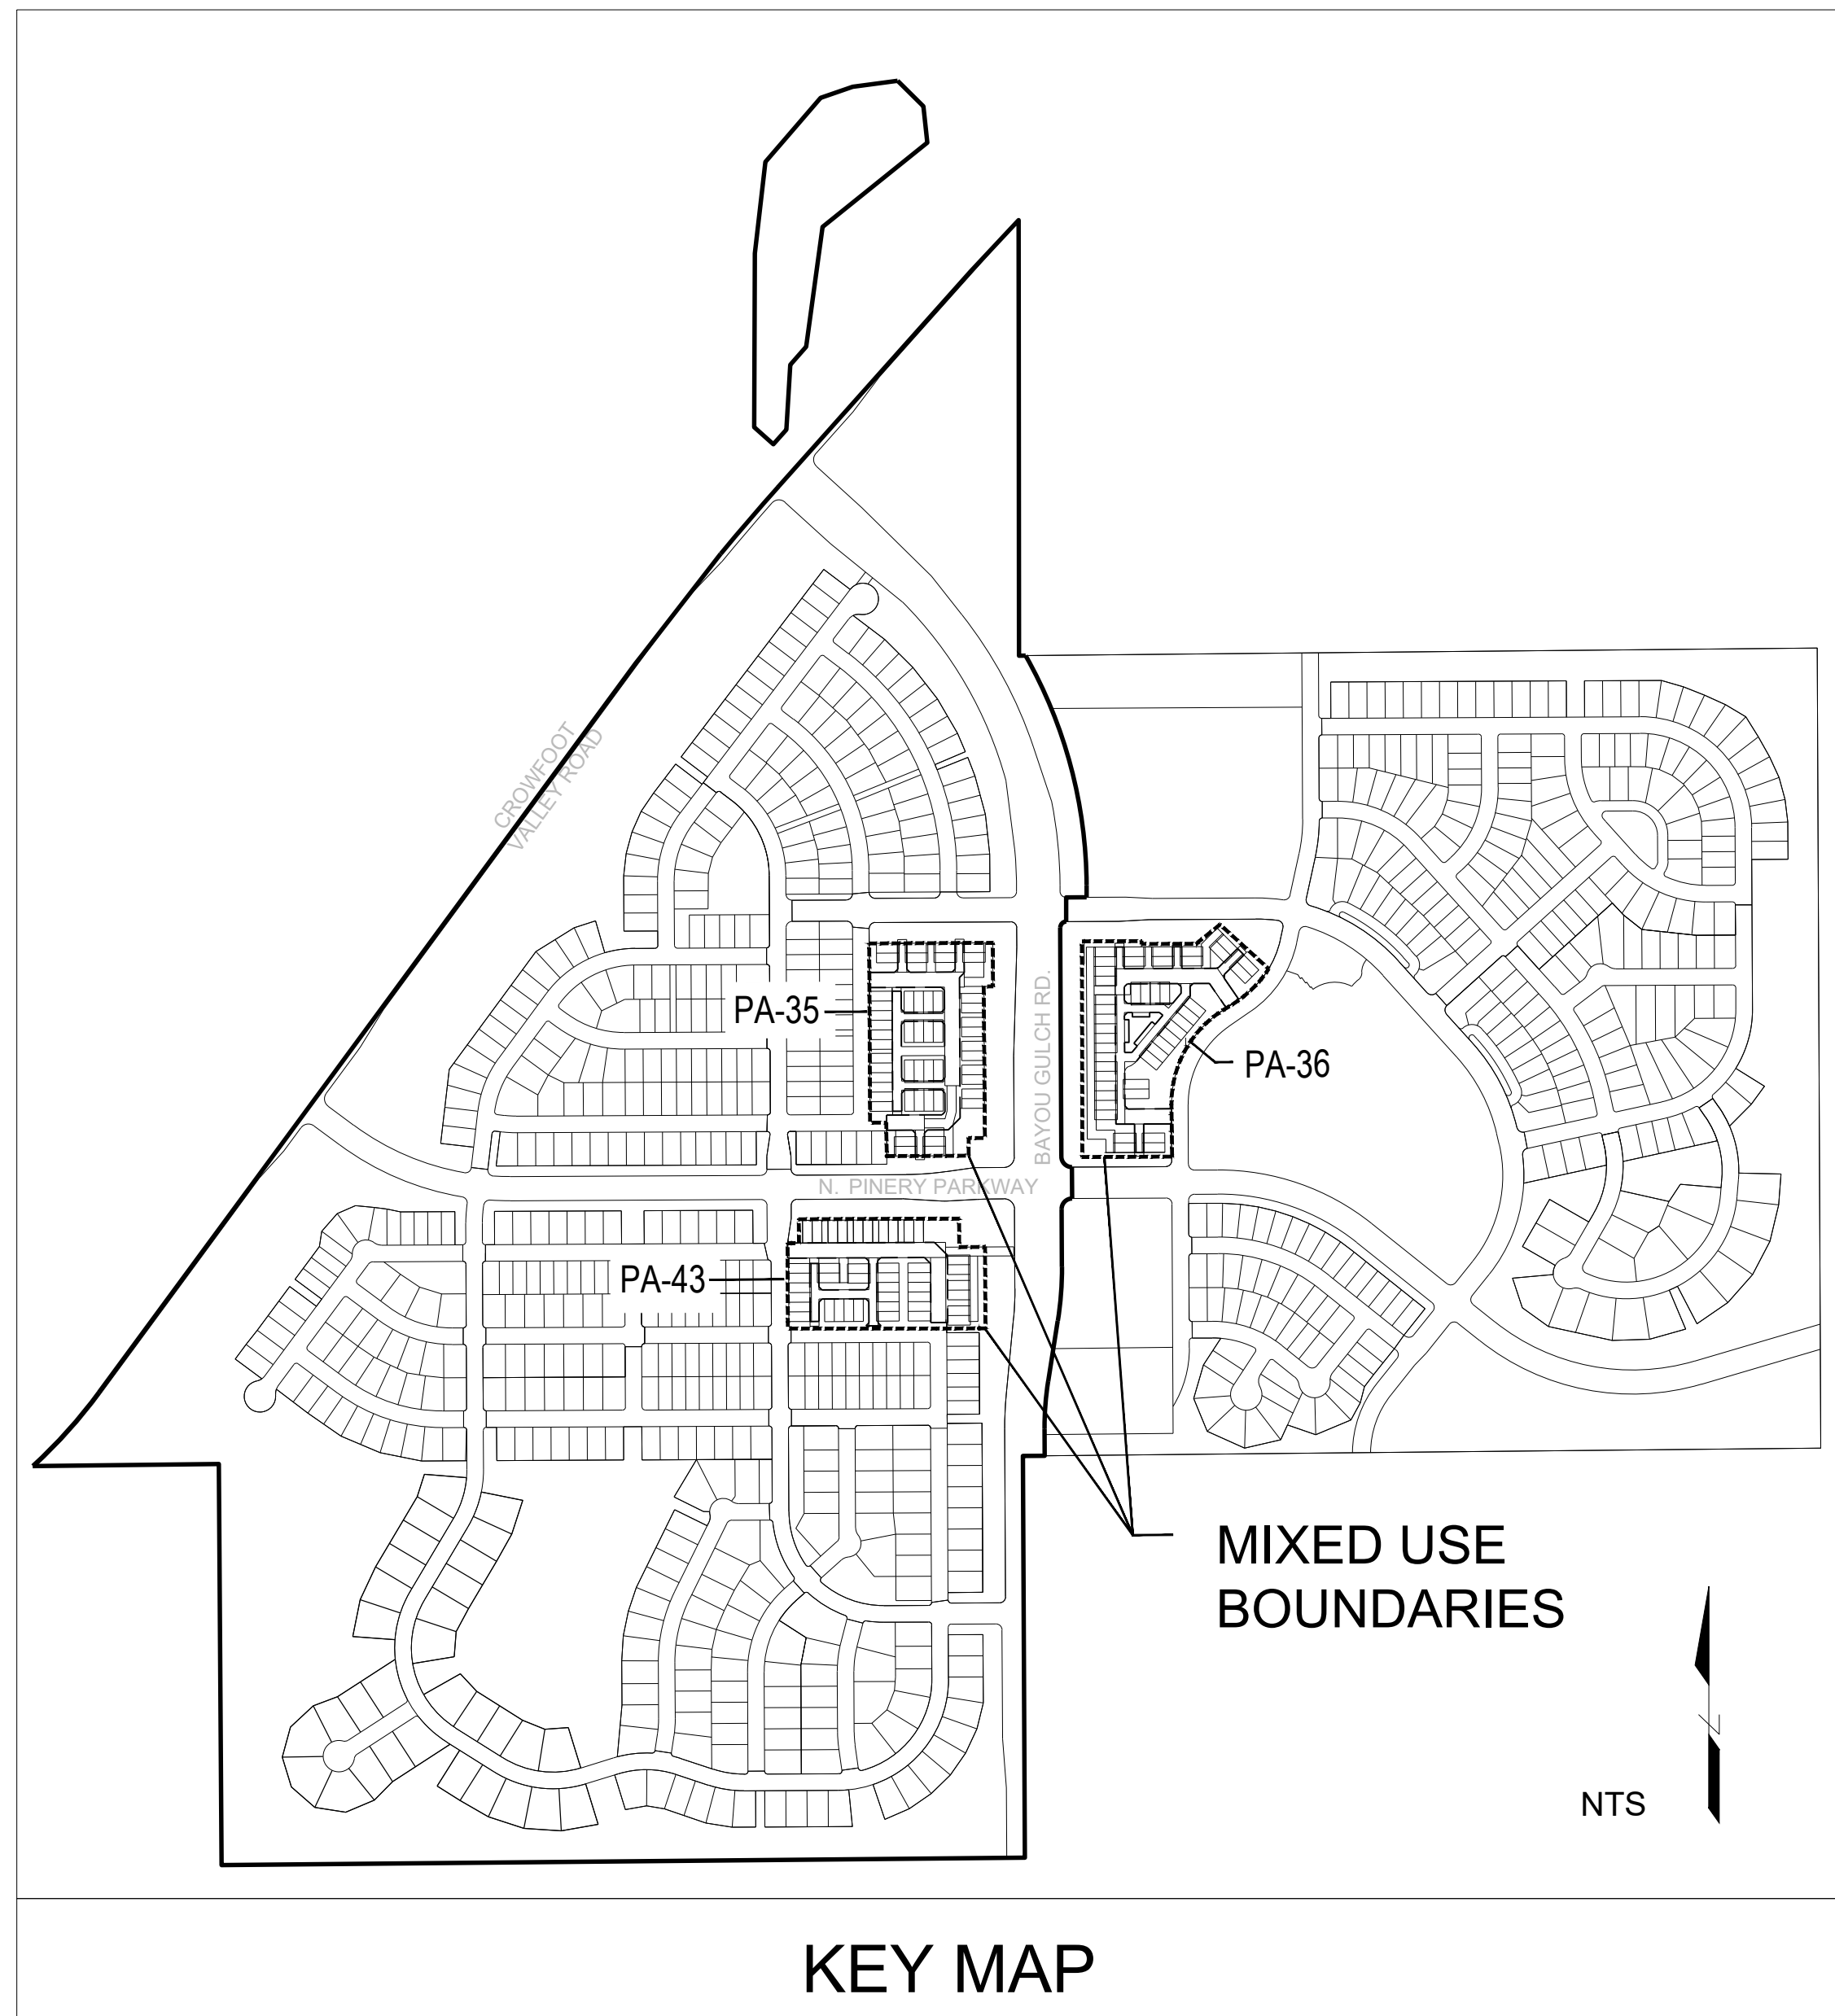 CROWFOOT
VALLEY ROAD
PA-35
BAYOU GULCH RD.
PA-36
N. PINERY PARKWAY
PA-43
MIXED USE
BOUNDARIES
NTS
KEY MAP